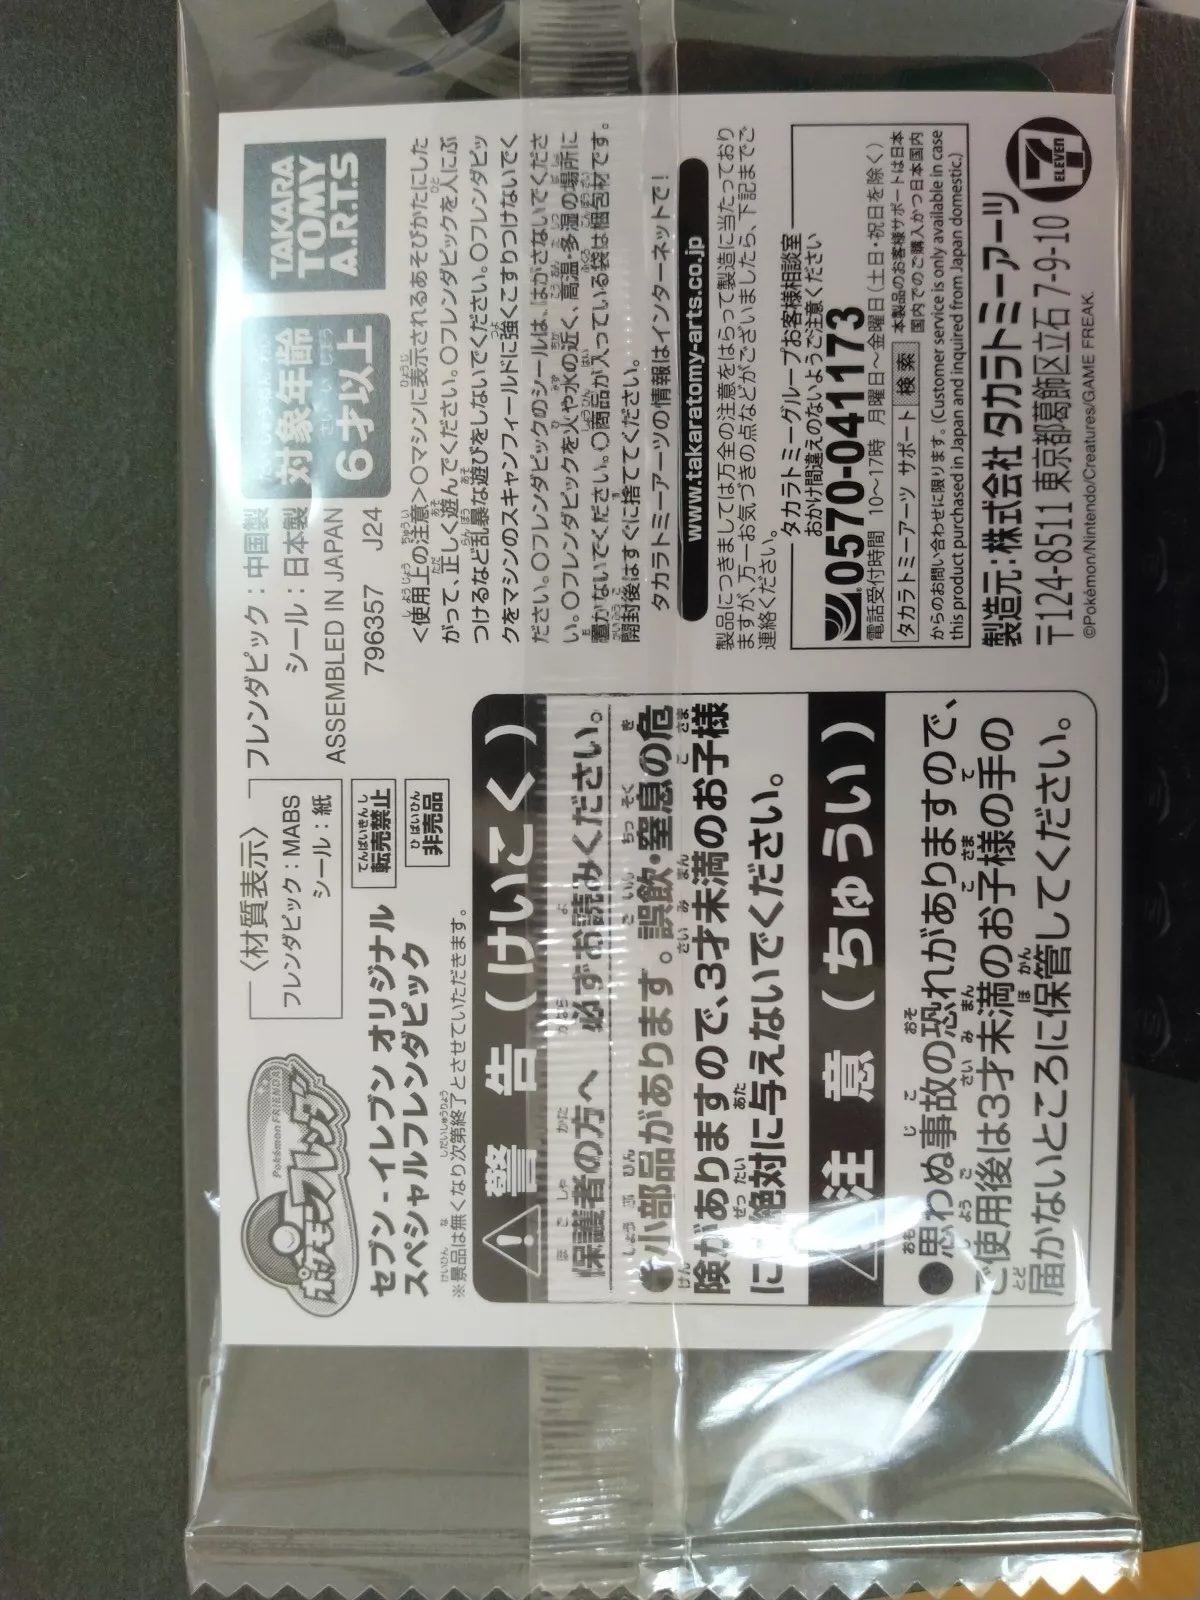 Pokémon FRIENDA
ポケモンフレンダ
セブン‐イレブン オリジナル
スペシャルフレンダピック
※景品は無くなり次第終了とさせていただきます。
〈材質表示〉
フレンダピック：MABS
シール：紙
転売禁止
非売品
フレンダピック：中国製
シール：日本製
ASSEMBLED IN JAPAN
796357 J24
対象年齢
6才以上
TAKARA
TOMY
A.R.T.S
警告（けいこく）
保護者の方へ 必ずお読みください。
●小部品があります。誤飲・窒息の危
険がありますので、3才未満のお子様
には絶対に与えないでください。
注意（ちゅうい）
●思わぬ事故の恐れがありますので、
ご使用後は3才未満のお子様の手の
届かないところに保管してください。
＜使用上の注意＞○マシンに表示されるあそびかたにした
がって、正しく遊んでください。○フレンダピックを人にぶ
つけるなど乱暴な遊びをしないでください。○フレンダピッ
クをマシンのスキャンフィールドに強くこすりつけないでく
ださい。○フレンダピックのシールは、はがさないでくださ
い。○フレンダピックを火や水の近く、高温・多湿の場所に
置かないでください。○商品が入っている袋は梱包材です。
開封後はすぐに捨ててください。
タカラトミーアーツの情報はインターネットで！
www.takaratomy-arts.co.jp
製品につきましては万全の注意をはらって製造に当たっており
ますが、万一お気づきの点などがございましたら、下記までご
連絡ください。
タカラトミーグループお客様相談室
おかけ間違えのないようご注意ください
0570-041173
電話受付時間 10〜17時 月曜日〜金曜日（土日・祝日を除く）
タカラトミーアーツ サポート 検索
本製品のお客様サポートは日本
国内でのご購入かつ日本国内
からのお問い合わせに限ります。(Customer service is only available in case
this product purchased in Japan and inquired from Japan domestic.)
製造元：株式会社 タカラトミーアーツ
〒124-8511 東京都葛飾区立石 7-9-10
©Pokémon/Nintendo/Creatures/GAME FREAK.
7
ELEVEN